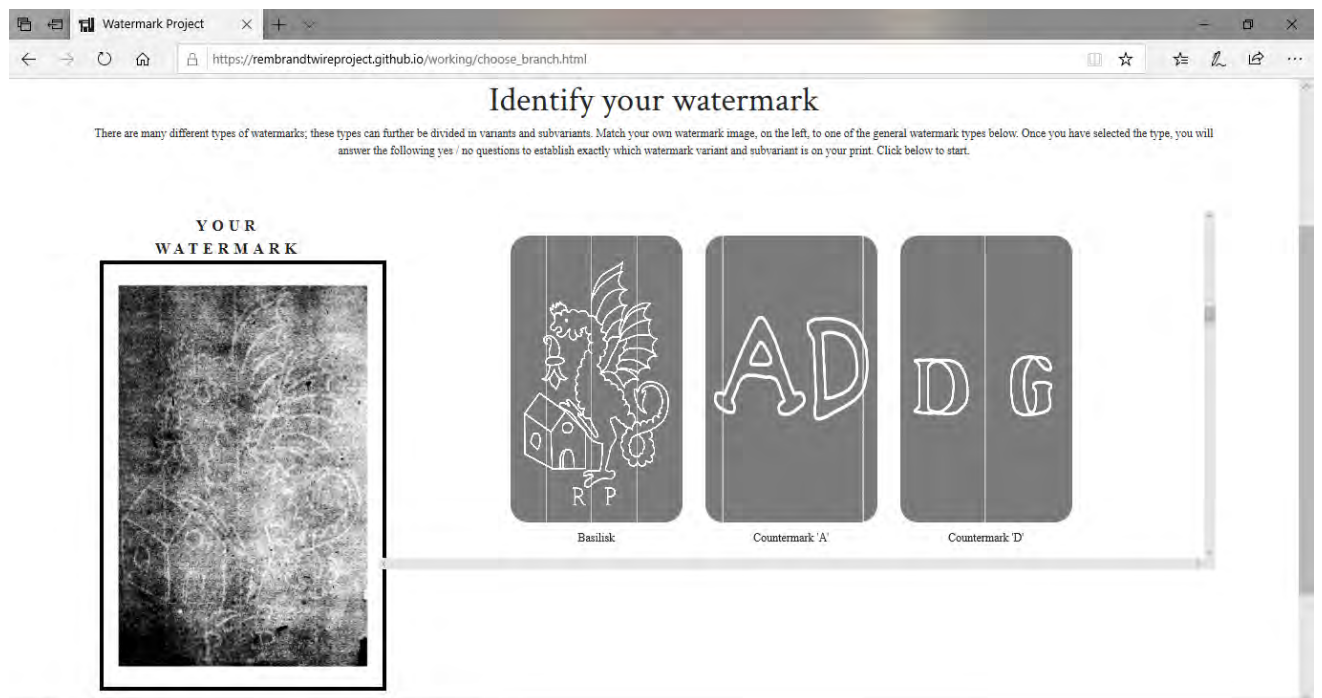 Watermark Project
https://rembrandtwireproject.github.io/working/choose_branch.html
Identify your watermark
There are many different types of watermarks; these types can further be divided in variants and subvariants. Match your own watermark image, on the left, to one of the general watermark types below. Once you have selected the type, you will
answer the following yes / no questions to establish exactly which watermark variant and subvariant is on your print. Click below to start.
YOUR
WATERMARK
R P
AD
D G
Basilisk
Countermark 'A'
Countermark 'D'